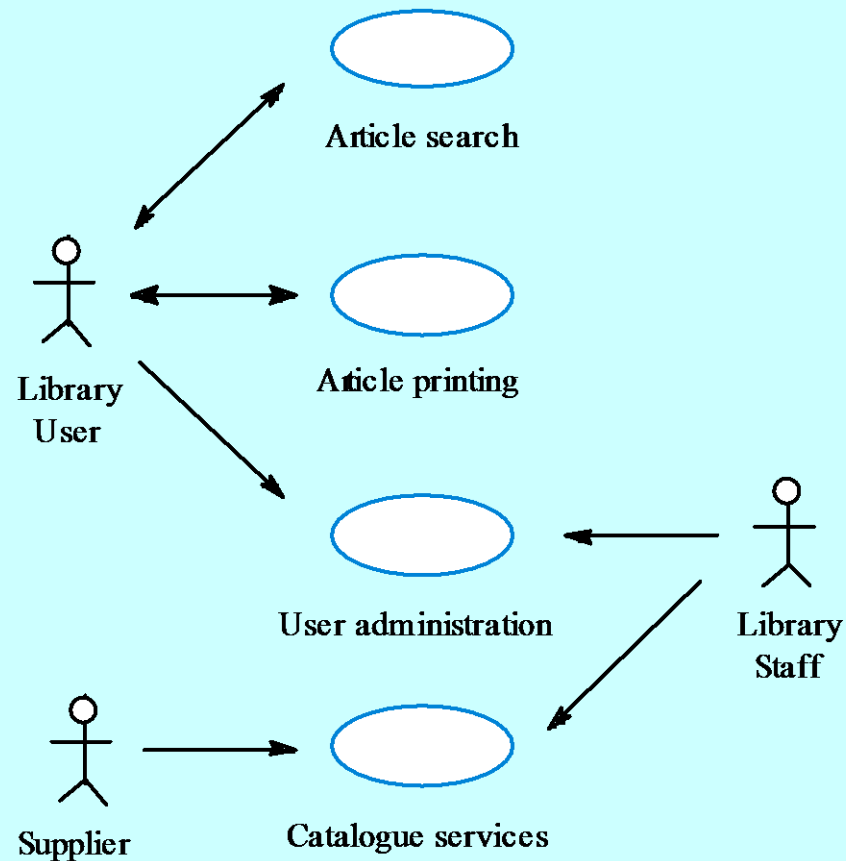 Article search
Article printing
Library
User
User administration
Library
Staff
Catalogue services
Supplier